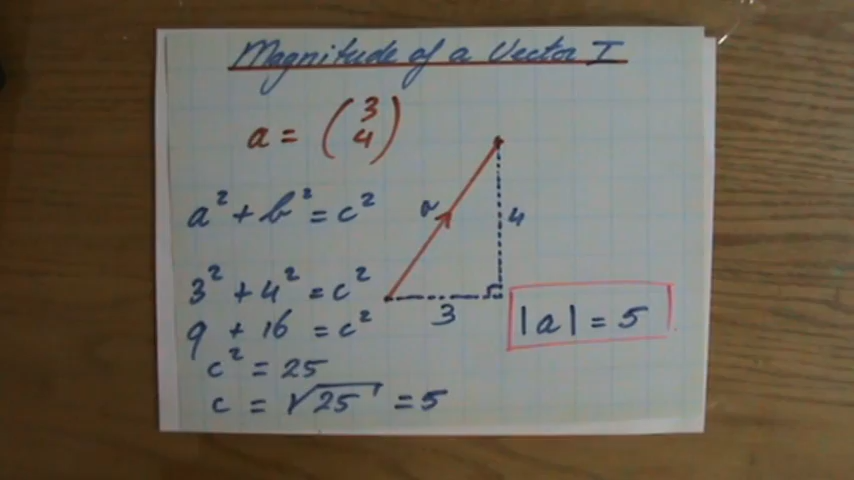 Magnitude of a Vector I
a = (3
4)
a² + b² = c²
a
4
3² + 4² = c²
3
9 + 16 = c²
|a| = 5
c² = 25
c = √25 = 5